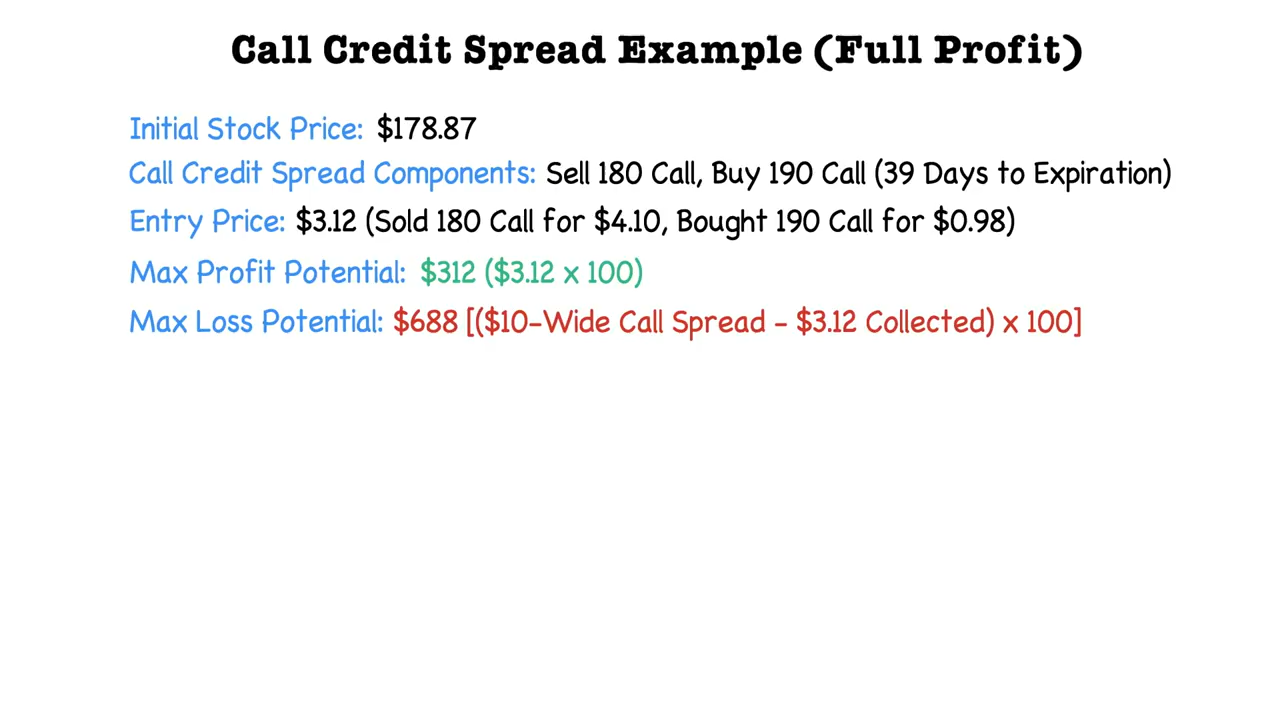 Call Credit Spread Example (Full Profit)
Initial Stock Price: $178.87
Call Credit Spread Components: Sell 180 Call, Buy 190 Call (39 Days to Expiration)
Entry Price: $3.12 (Sold 180 Call for $4.10, Bought 190 Call for $0.98)
Max Profit Potential: $312 ($3.12 x 100)
Max Loss Potential: $688 [($10-Wide Call Spread - $3.12 Collected) x 100]